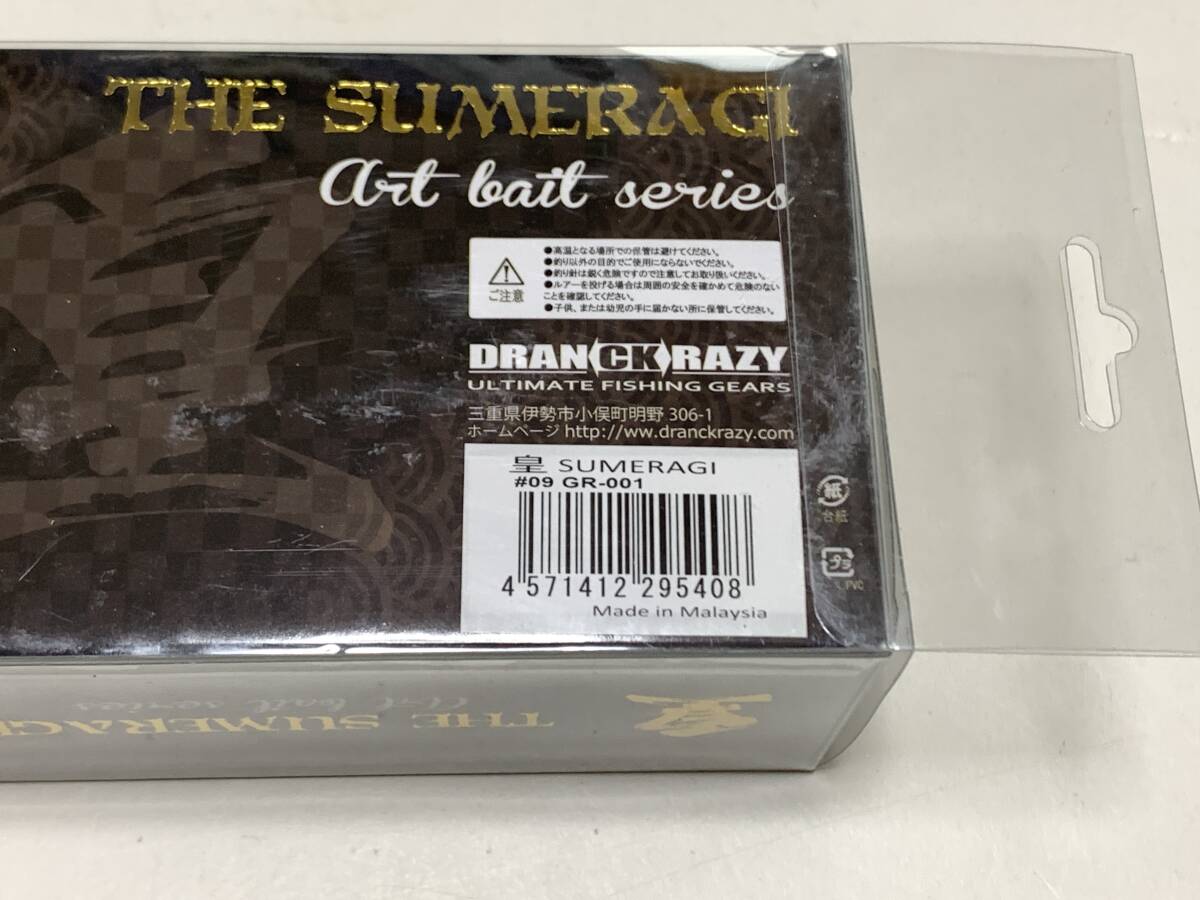 THE SUMERAGI
Art bait series
ご注意
●高温となる場所での保管は避けてください。
●釣り以外の目的でご使用にならないでください。
●釣り針は鋭く危険ですので注意してお取り扱いください。
●ルアーを投げる場合は周囲の安全を確かめて危険のない
ことを確認してください。
●子供、または幼児の手に届かない所に保管してください。
DRANCKRAZY
ULTIMATE FISHING GEARS
三重県伊勢市小俣町明野 306-1
ホームページ http://ww.dranckrazy.com
皇 SUMERAGI
#09 GR-001
4 571412 295408
Made in Malaysia
紙
台紙
プラ
PVC
THE SUMERAGI
Art bait series